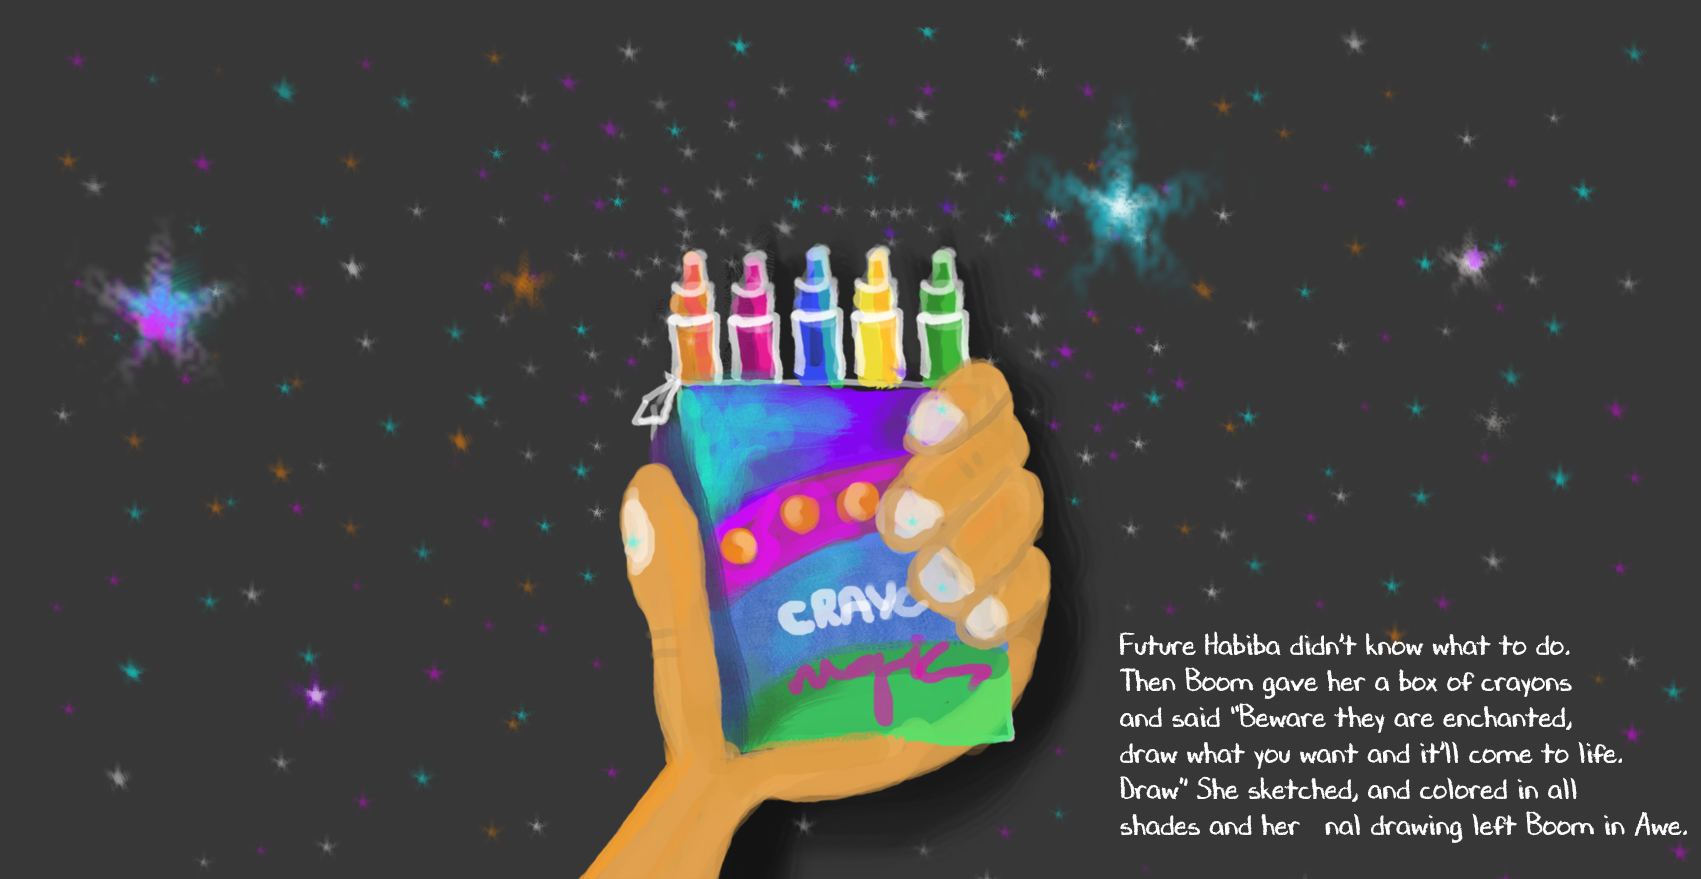 CRAYO
magic
Future Habiba didn't know what to do.
Then Boom gave her a box of crayons
and said "Beware they are enchanted,
draw what you want and it'll come to life.
Draw" She sketched, and colored in all
shades and her nal drawing left Boom in Awe.